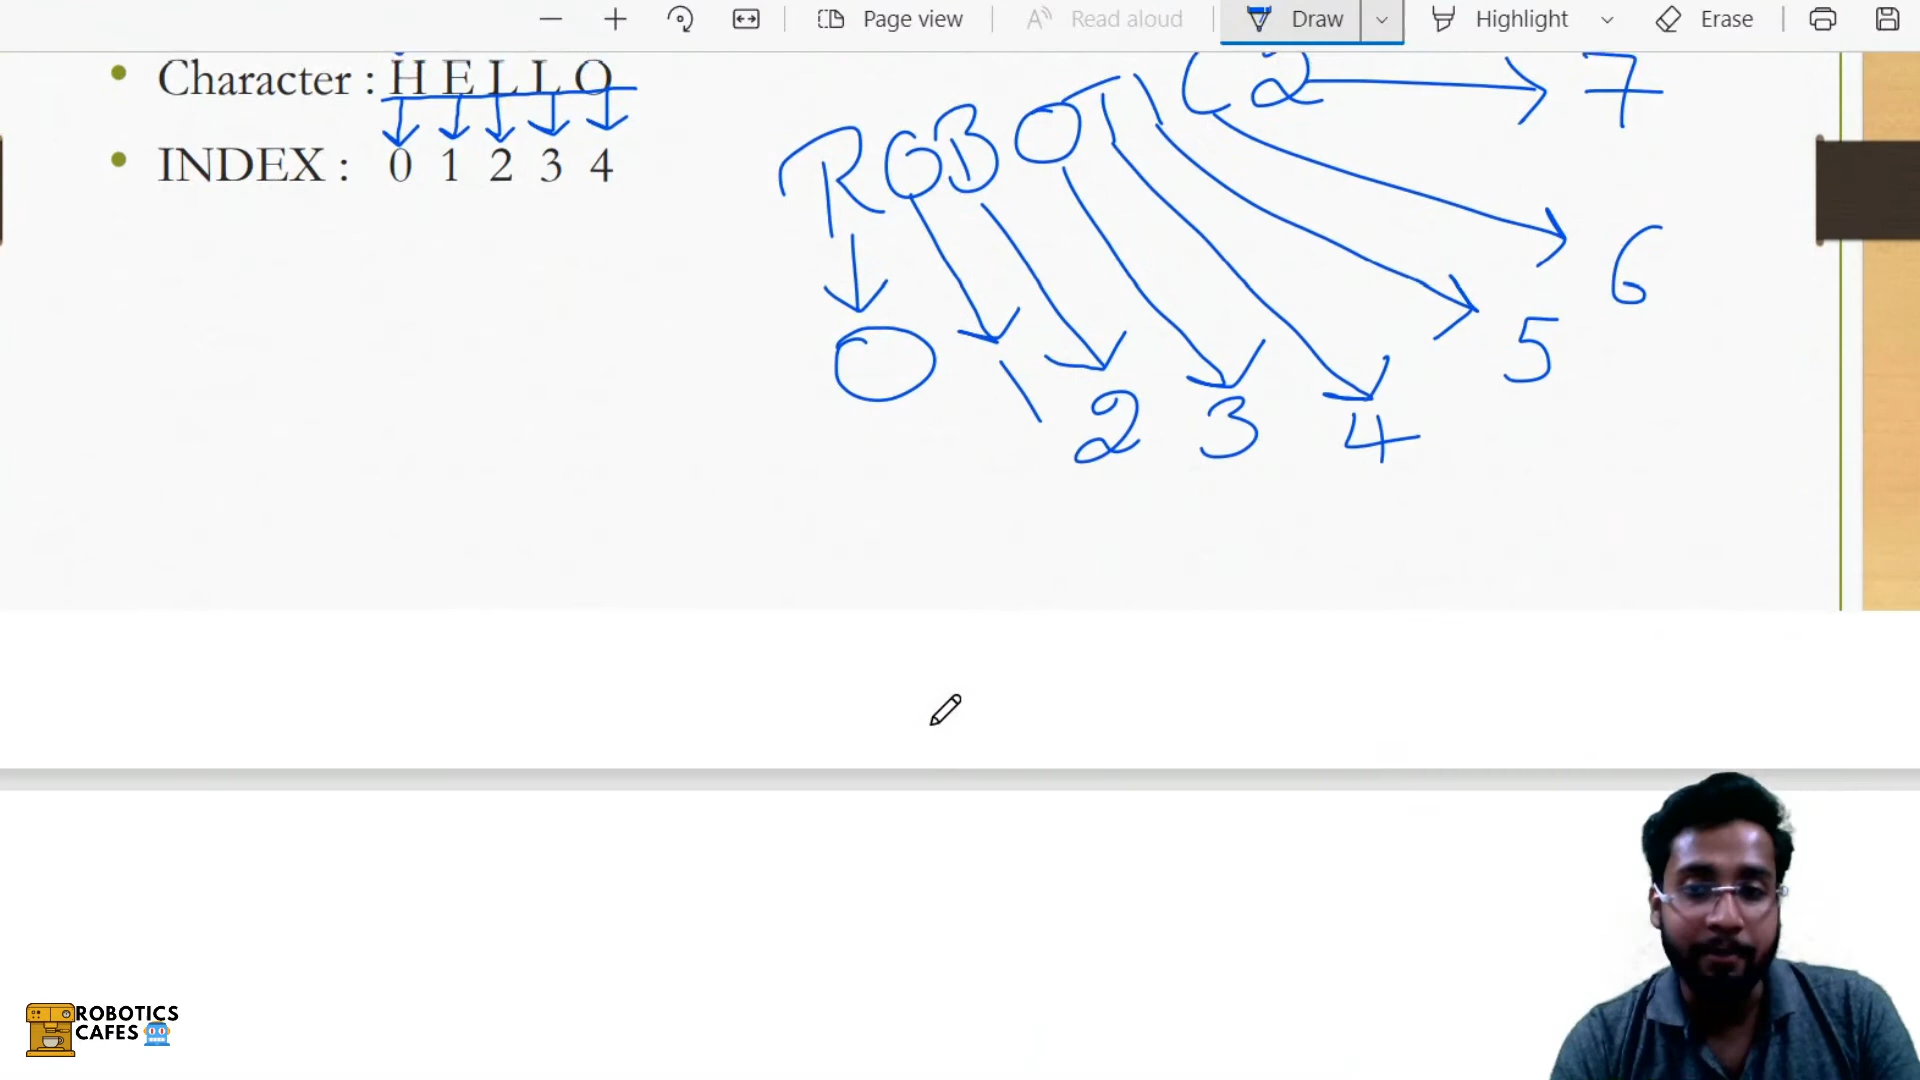 Page view Read aloud Draw Highlight Erase
Character : H E L L O
INDEX : 0 1 2 3 4
R O B O T I C 2
0 1 2 3 4 5 6 7
ROBOTICS
CAFES